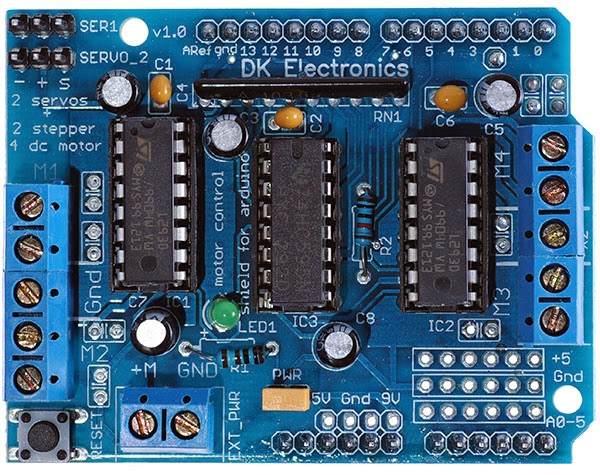 SER1
v1.0
ARef gnd 13 12 11 10 9 8 7 6 5 4 3 2 1 0
SERVO_2
DK Electronics
- + S
C1
C4
2 servos
+
C3
C2
RN1
C6
C5
2 stepper
4 dc motor
M1
M4
motor control
shield for arduino
R2
Gnd
M3
C7
IC1
LED1
IC3
C8
IC2
M2
+M
GND
R1
PWR
+5
Gnd
5V Gnd 9V
A0-5
RESET
EXT_PWR